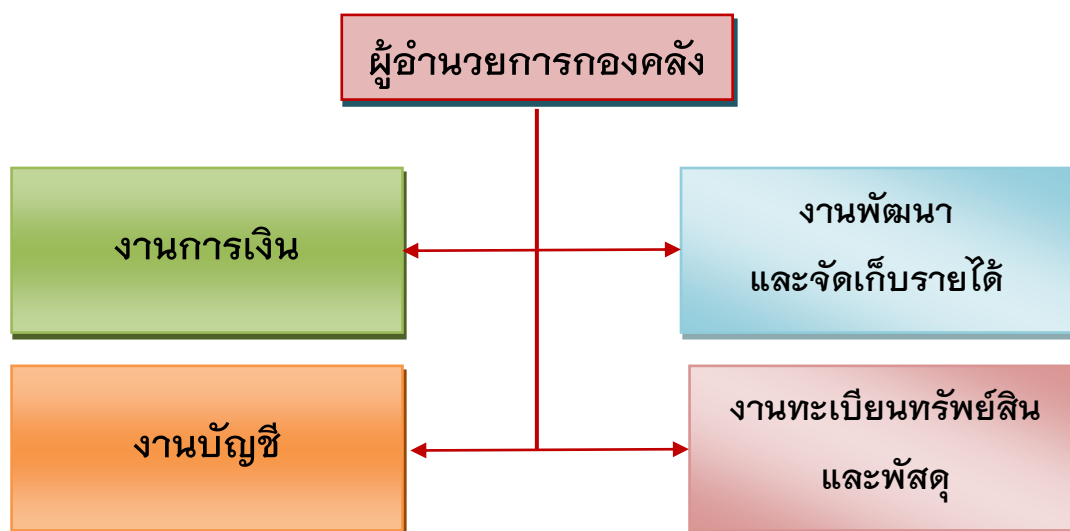 ผู้อำนวยการกองคลัง
งานการเงิน
งานพัฒนา
และจัดเก็บรายได้
งานบัญชี
งานทะเบียนทรัพย์สิน
และพัสดุ